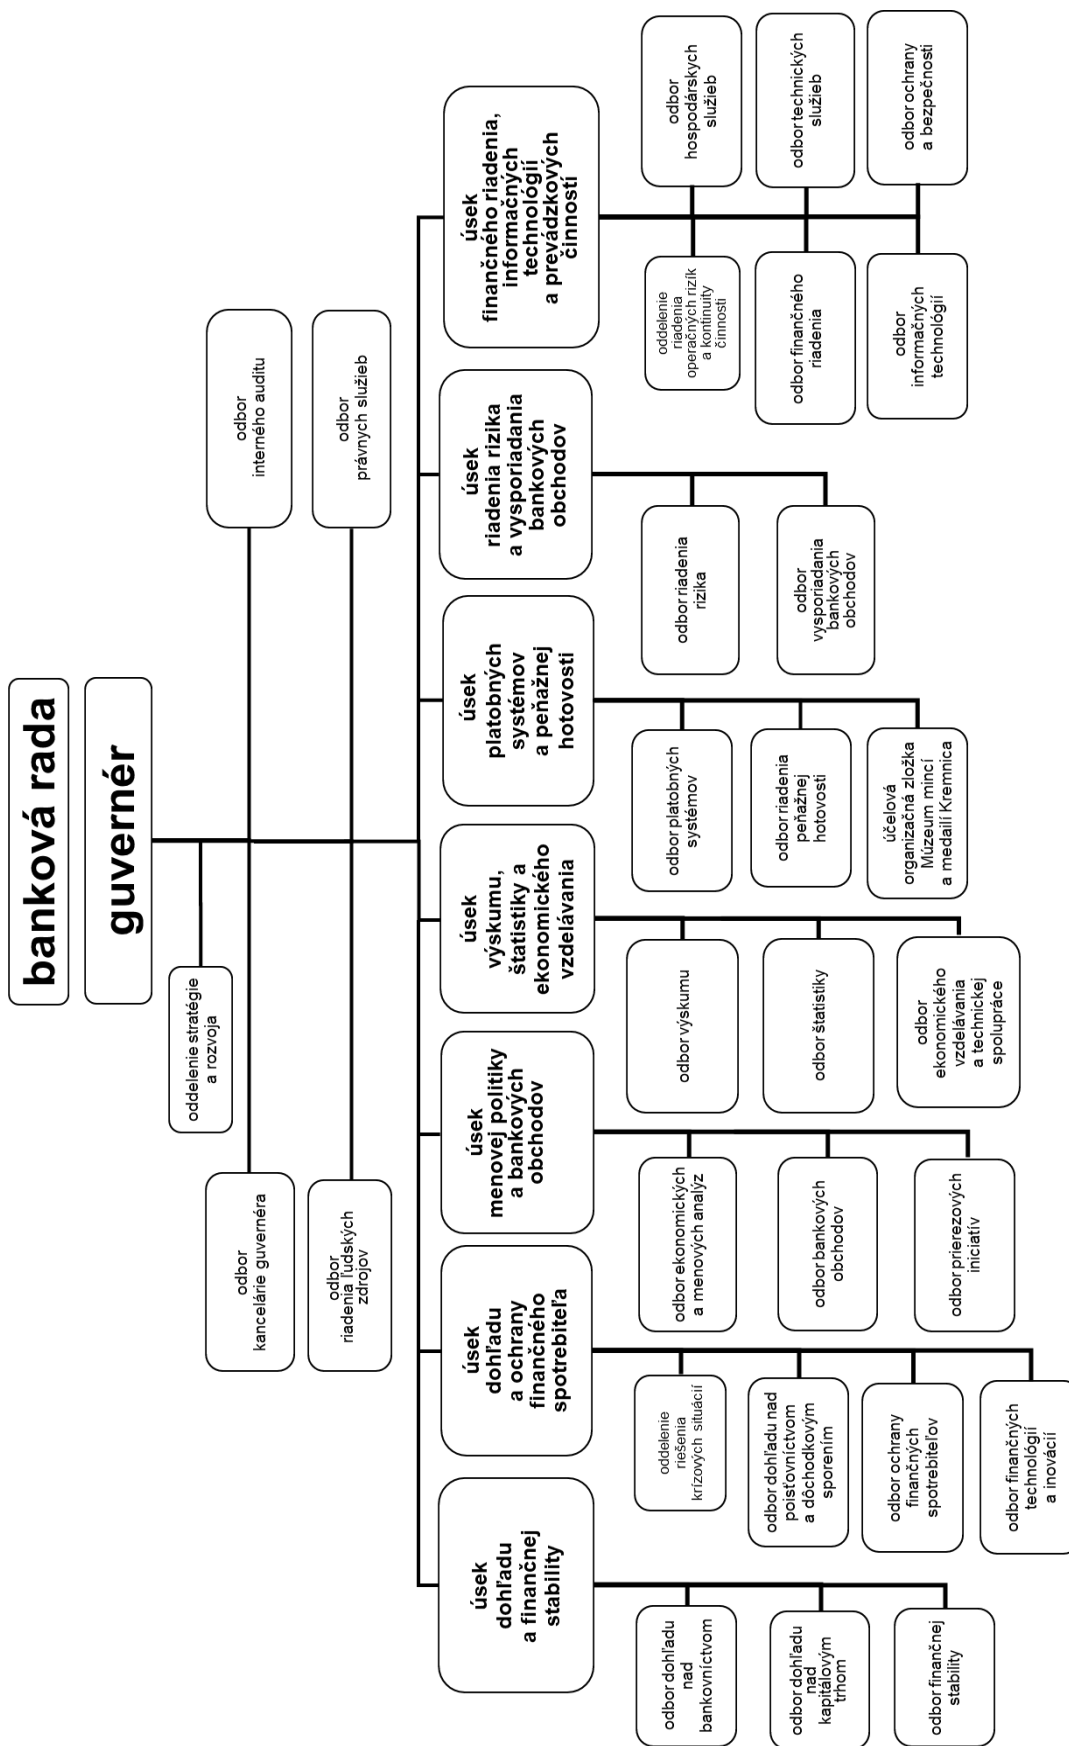 banková rada
guvernér
oddelenie stratégie
a rozvoja
odbor
kancelárie guvernéra
odbor
interného auditu
odbor
riadenia ľudských
zdrojov
odbor
právnych služieb
úsek
dohľadu
a finančnej
stability
úsek
dohľadu
a ochrany
finančného
spotrebiteľa
úsek
menovej politiky
a bankových
obchodov
úsek
výskumu,
štatistiky a
ekonomického
vzdelávania
úsek
platobných
systémov
a peňažnej
hotovosti
úsek
riadenia rizika
a vysporiadania
bankových
obchodov
úsek
finančného riadenia,
informačných
technológií
a prevádzkových
činností
odbor dohľadu
nad
bankovníctvom
odbor dohľadu
nad
kapitálovým
trhom
odbor finančnej
stability
oddelenie
riešenia
krízových situácií
odbor dohľadu nad
poisťovníctvom
a dôchodkovým
sporením
odbor ochrany
finančných
spotrebiteľov
odbor finančných
technológií
a inovácií
odbor ekonomických
a menových analýz
odbor bankových
obchodov
odbor prierezových
iniciatív
odbor výskumu
odbor štatistiky
odbor
ekonomického
vzdelávania
a technickej
spolupráce
odbor platobných
systémov
odbor riadenia
peňažnej
hotovosti
účelová
organizačná zložka
Múzeum mincí
a medailí Kremnica
odbor riadenia
rizika
odbor
vysporiadania
bankových
obchodov
oddelenie
riadenia
operačných rizík
a kontinuity
činnosti
odbor
hospodárskych
služieb
odbor finančného
riadenia
odbor technických
služieb
odbor
informačných
technológií
odbor ochrany
a bezpečnosti